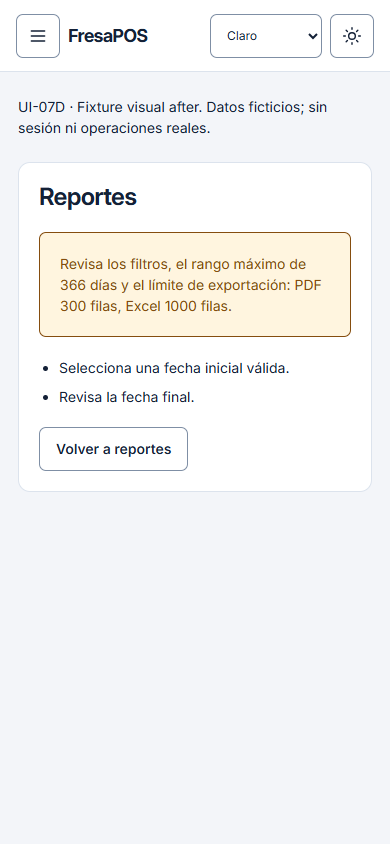 FresaPOS
Claro
UI-07D · Fixture visual after. Datos ficticios; sin
sesión ni operaciones reales.
Reportes
Revisa los filtros, el rango máximo de
366 días y el límite de exportación: PDF
300 filas, Excel 1000 filas.
• Selecciona una fecha inicial válida.
• Revisa la fecha final.
Volver a reportes